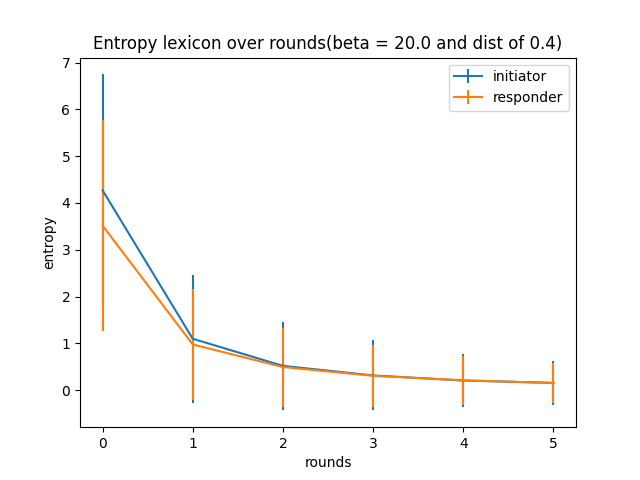 Entropy lexicon over rounds(beta = 20.0 and dist of 0.4)
initiator
responder
7
6
5
4
3
2
1
0
entropy
0 1 2 3 4 5
rounds